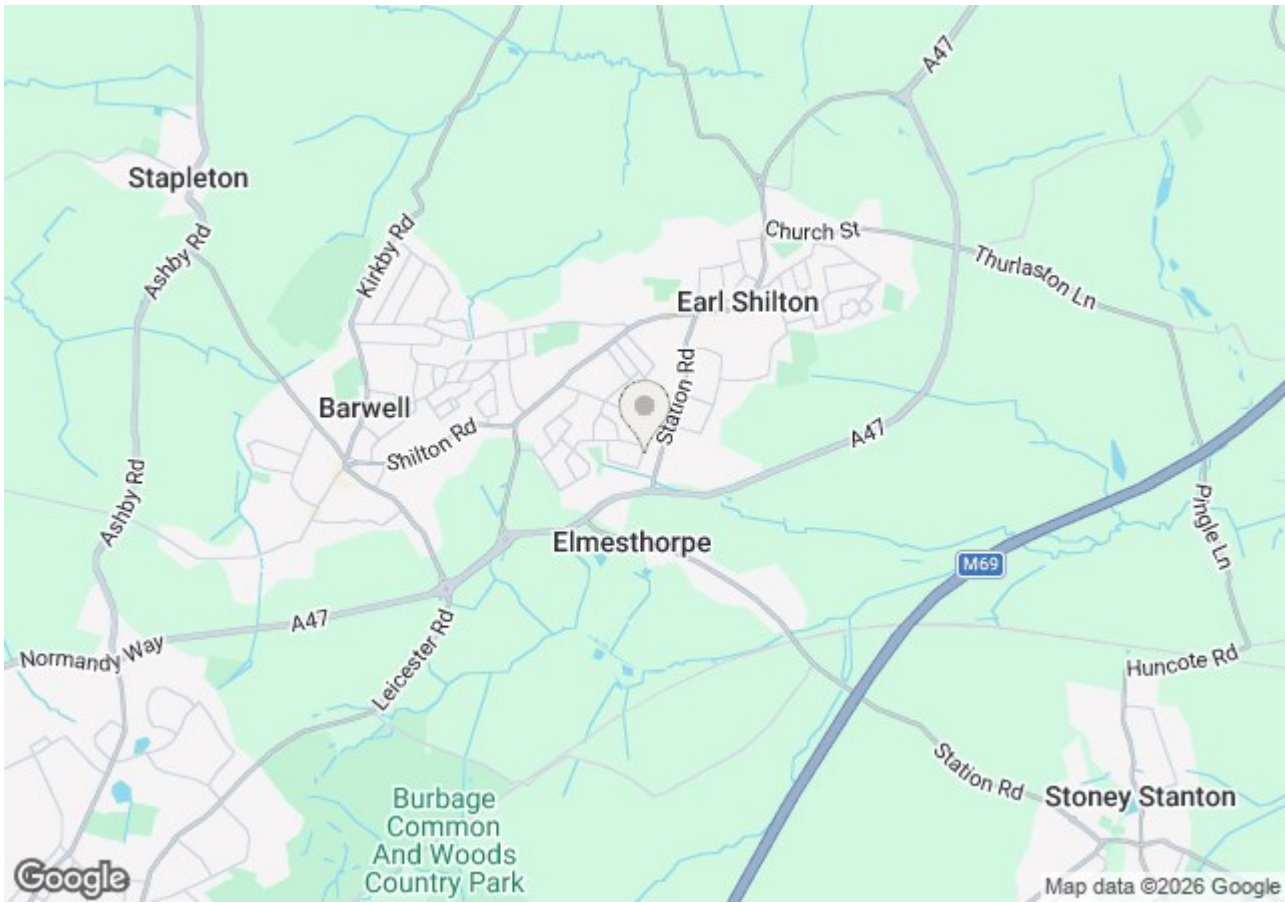 A47
Stapleton
Kirkby Rd
Church St
Ashby Rd
Thurlaston Ln
Earl Shilton
Station Rd
Barwell
Shilton Rd
A47
Ashby Rd
Pingle Ln
Elmesthorpe
M69
A47
Normandy Way
Leicester Rd
Huncote Rd
Station Rd
Burbage
Common
And Woods
Country Park
Stoney Stanton
Google
Map data ©2026 Google